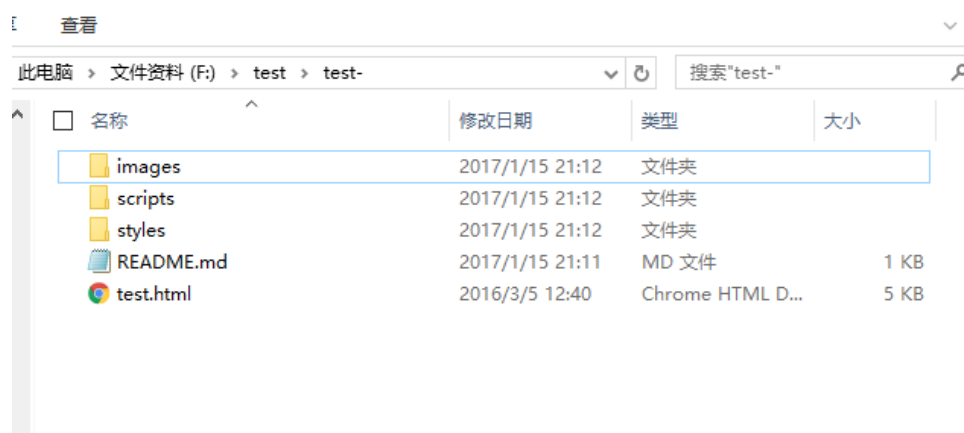 查看
此电脑 > 文件资料 (F:) > test > test-
搜索"test-"
名称 修改日期 类型 大小
images 2017/1/15 21:12 文件夹
scripts 2017/1/15 21:12 文件夹
styles 2017/1/15 21:12 文件夹
README.md 2017/1/15 21:11 MD 文件 1 KB
test.html 2016/3/5 12:40 Chrome HTML D... 5 KB